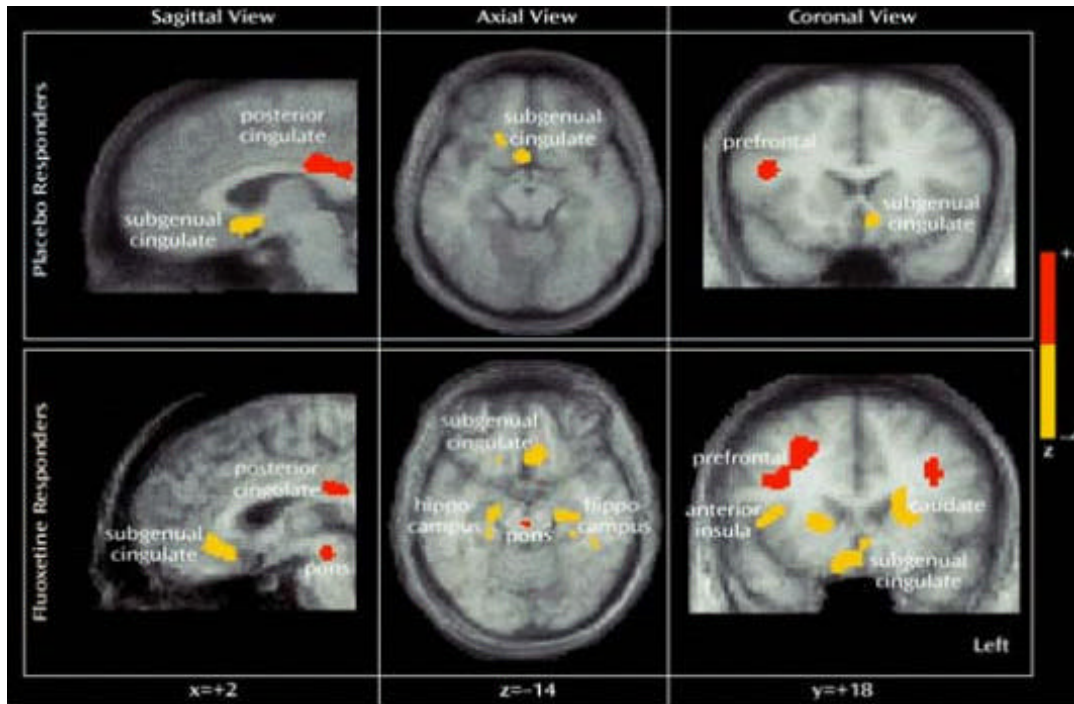 Sagittal View
Axial View
Coronal View
Placebo Responders
posterior
cingulate
subgenual
cingulate
subgenual
cingulate
prefrontal
subgenual
cingulate
Fluoxetine Responders
posterior
cingulate
subgenual
cingulate
pons
subgenual
cingulate
hippo-
campus
pons
hippo-
campus
prefrontal
anterior
insula
caudate
subgenual
cingulate
Left
z
x=+2
z=-14
y=+18